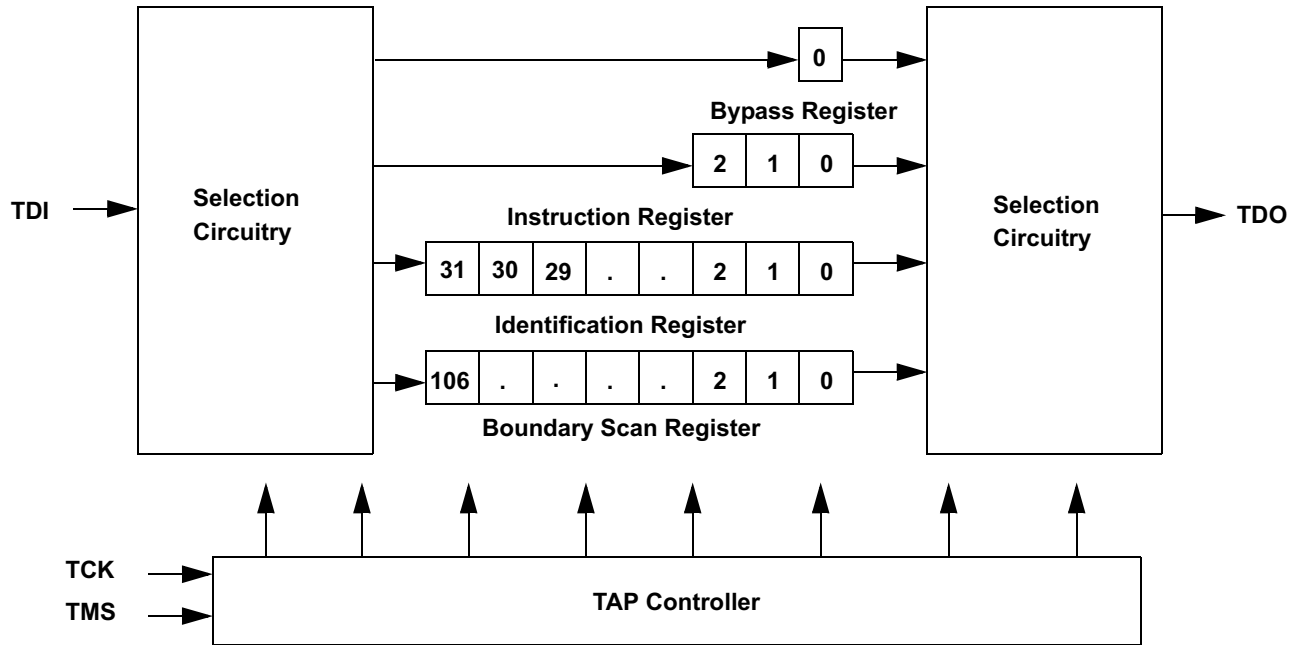 0
Bypass Register
2 1 0
Selection
Circuitry
TDI
Selection
Circuitry
TDO
Instruction Register
31 30 29 . . 2 1 0
Identification Register
106 . . . . 2 1 0
Boundary Scan Register
TCK
TMS
TAP Controller